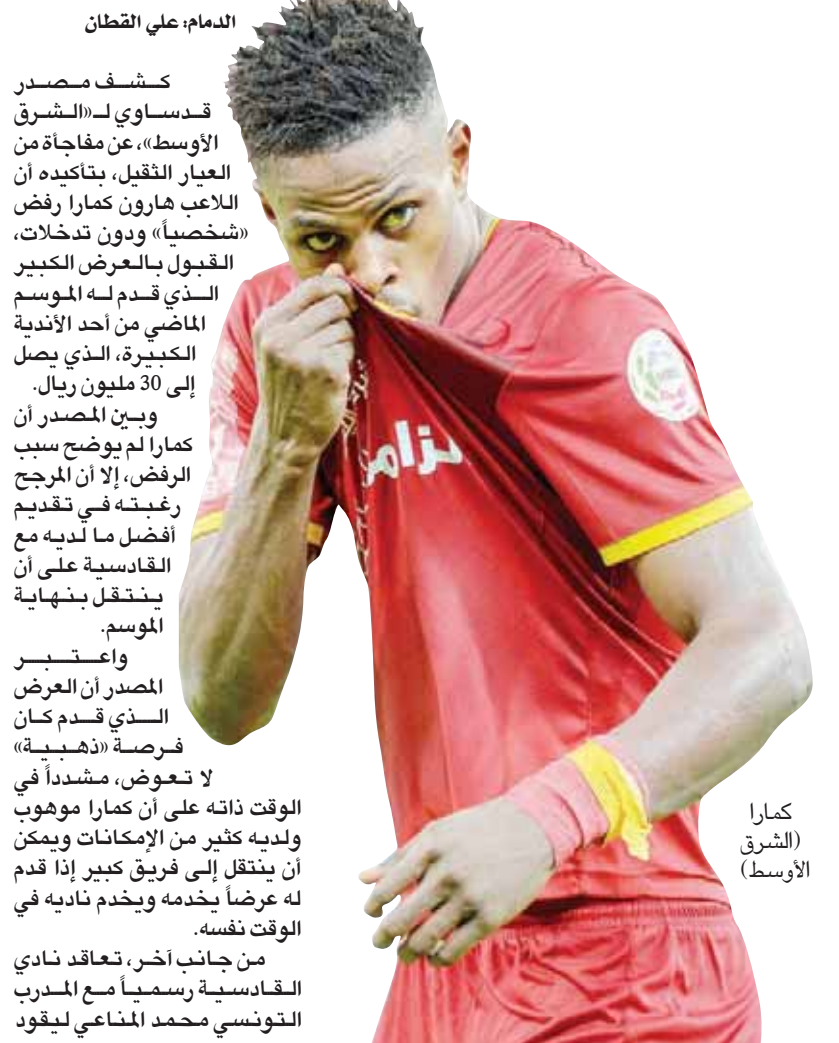 الدمام: علي القطان
كشف مصدر
قدساوي لـ«الشرق
الأوسط»، عن مفاجأة من
العيار الثقيل، بتأكيده أن
اللاعب هارون كمارا رفض
«شخصياً» ودون تدخلات،
القبول بالعرض الكبير
الذي قدم له الموسم
الماضي من أحد الأندية
الكبيرة، الذي يصل
إلى 30 مليون ريال.
وبين المصدر أن
كمارا لم يوضح سبب
الرفض، إلا أن المرجح
رغبته في تقديم
أفضل ما لديه مع
القادسية على أن
ينتقل بنهاية
الموسم.
واعتبر
المصدر أن العرض
الذي قدم كان
فرصة «ذهبية»
لا تعوض، مشدداً في
الوقت ذاته على أن كمارا موهوب
ولديه كثير من الإمكانات ويمكن
أن ينتقل إلى فريق كبير إذا قدم
له عرضاً يخدمه ويخدم ناديه في
الوقت نفسه.
من جانب آخر، تعاقد نادي
القادسية رسمياً مع المدرب
التونسي محمد المناعي ليقود
كمارا
(الشرق
الأوسط)